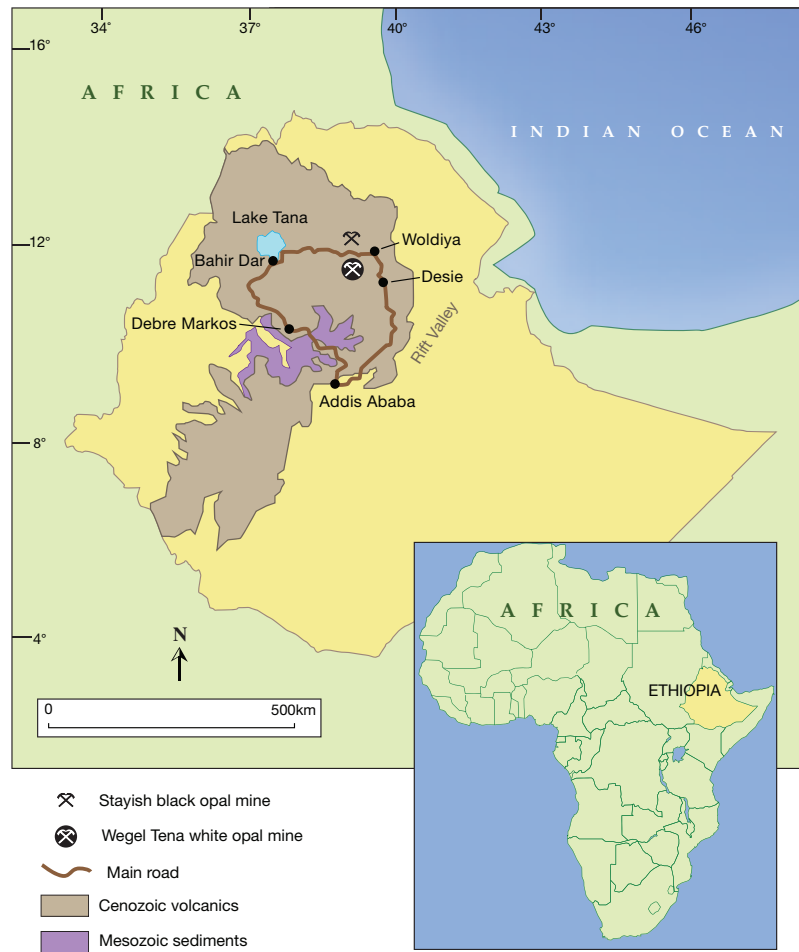 34°
37°
40°
43°
46°
16°
A F R I C A
I N D I A N O C E A N
Lake Tana
12°
Woldiya
Bahir Dar
Desie
Debre Markos
Rift Valley
Addis Ababa
8°
A F R I C A
N
4°
ETHIOPIA
0 500km
Stayish black opal mine
Wegel Tena white opal mine
Main road
Cenozoic volcanics
Mesozoic sediments